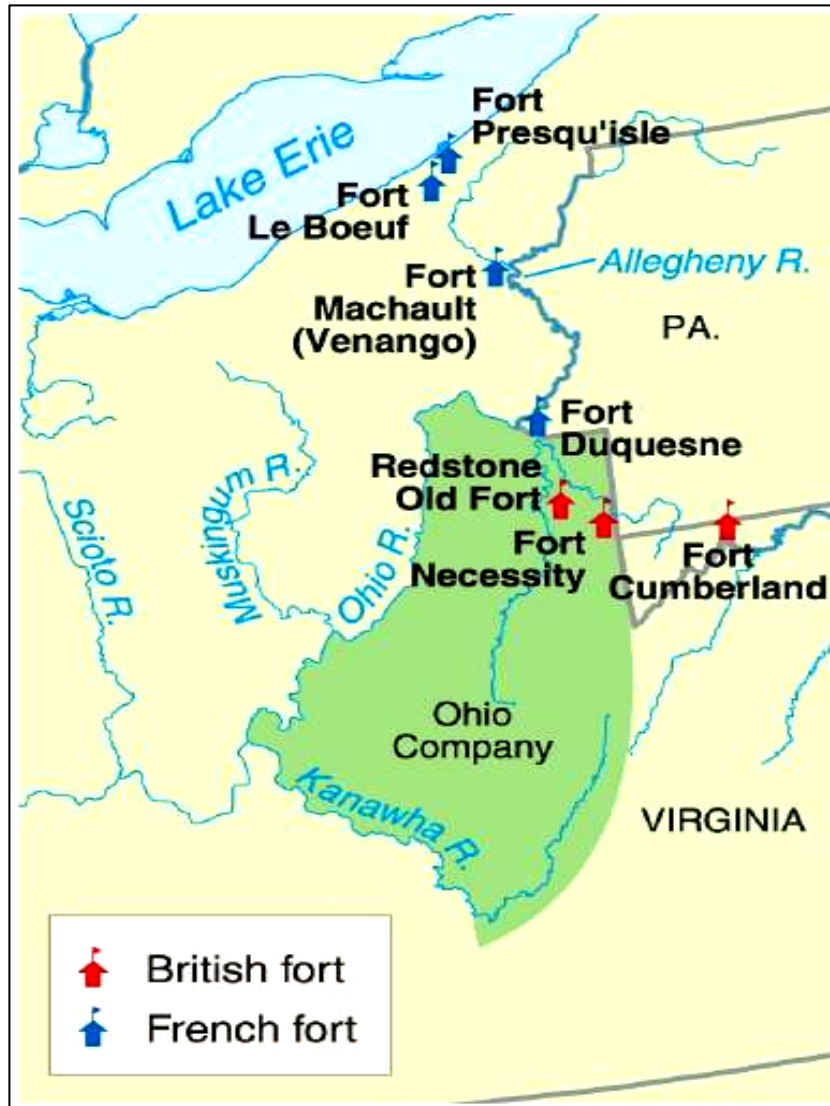 Fort
Presqu'isle
Lake Erie
Fort
Le Boeuf
Allegheny R.
Fort
Machault
(Venango)
PA.
Fort
Duquesne
Redstone
Old Fort
Fort
Necessity
Fort
Cumberland
Scioto R.
Muskingum R.
Ohio R.
Ohio
Company
Kanawha R.
VIRGINIA
British fort
French fort